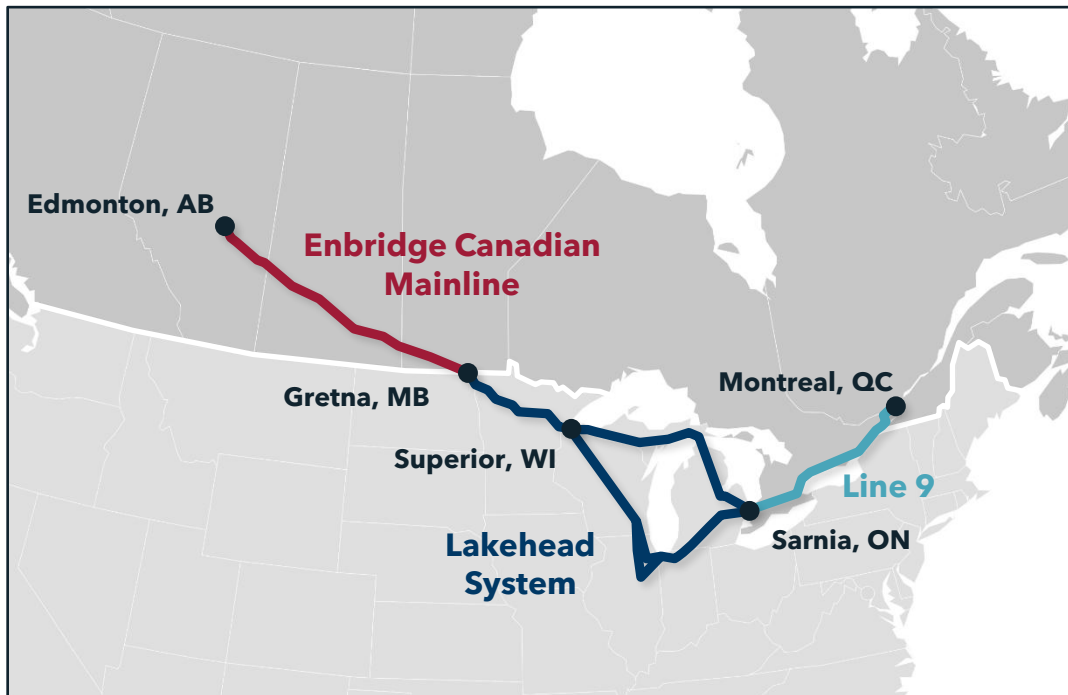 Edmonton, AB
Enbridge Canadian
Mainline
Gretna, MB
Montreal, QC
Superior, WI
Line 9
Lakehead
System
Sarnia, ON